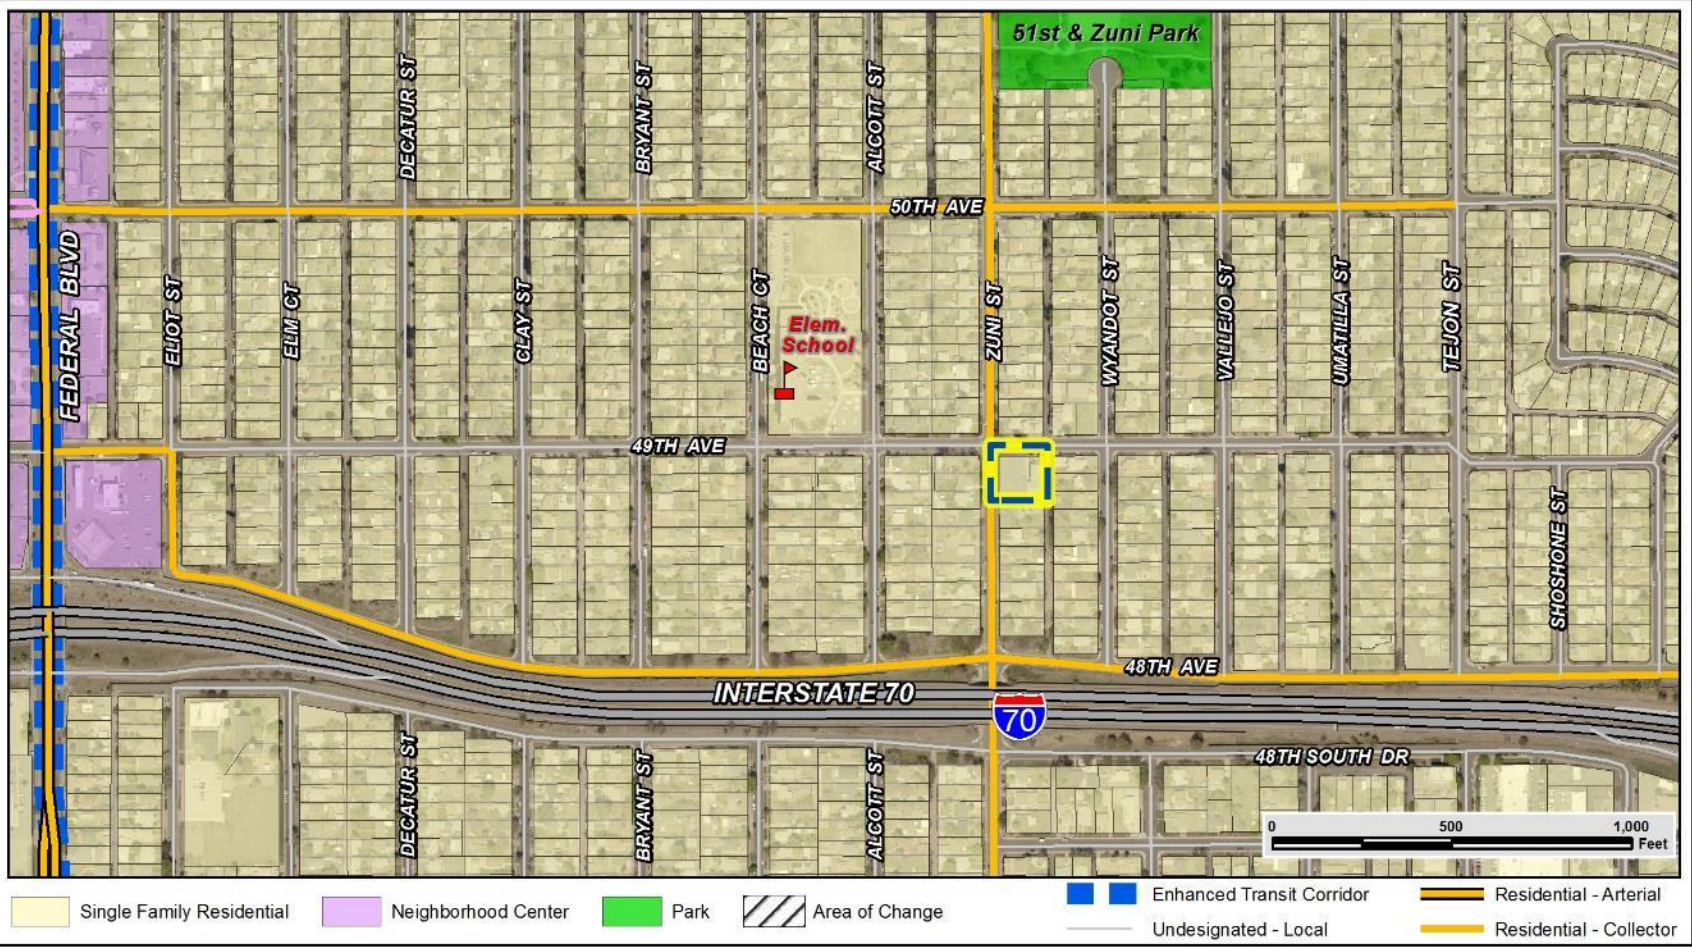 51st & Zuni Park
DECATUR ST
BRYANT ST
ALCOTT ST
50TH AVE
FEDERAL BLVD
ELIOT ST
ELM CT
CLAY ST
BEACH CT
Elem.
School
ZUNI ST
WYANDOT ST
VALLEJO ST
UMATILLA ST
TEJON ST
49TH AVE
SHOSHONE ST
48TH AVE
INTERSTATE 70
70
48TH SOUTH DR
DECATUR ST
BRYANT ST
ALCOTT ST
0 500 1,000
Feet
Single Family Residential
Neighborhood Center
Park
Area of Change
Enhanced Transit Corridor
Undesignated - Local
Residential - Arterial
Residential - Collector